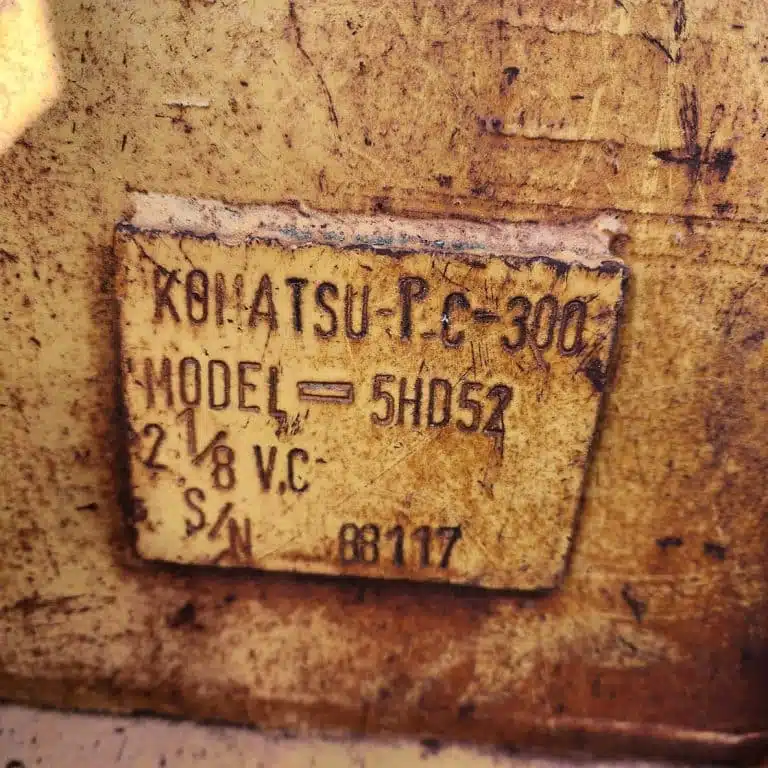 KOMATSU-P.C-300
MODEL - 5HD52
2 1/8 V.C
S/N 88117